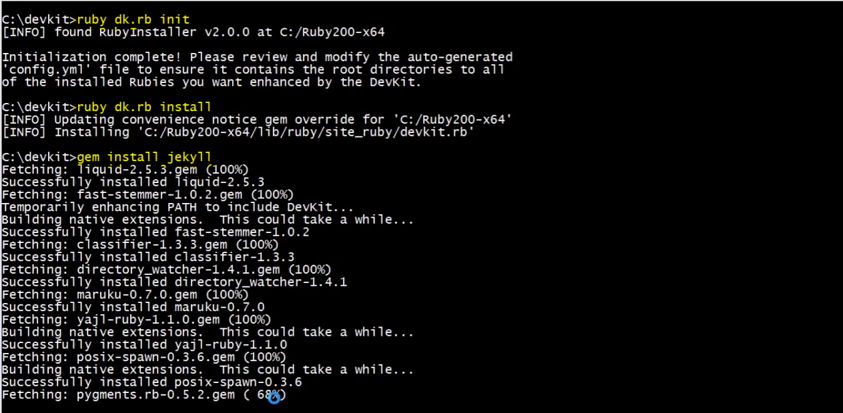 C:\devkit>ruby dk.rb init
[INFO] found RubyInstaller v2.0.0 at C:/Ruby200-x64
Initialization complete! Please review and modify the auto-generated
'config.yml' file to ensure it contains the root directories to all
of the installed Rubies you want enhanced by the DevKit.
C:\devkit>ruby dk.rb install
[INFO] Updating convenience notice gem override for 'C:/Ruby200-x64'
[INFO] Installing 'C:/Ruby200-x64/lib/ruby/site_ruby/devkit.rb'
C:\devkit>gem install jekyll
Fetching: liquid-2.5.3.gem (100%)
Successfully installed liquid-2.5.3
Fetching: fast-stemmer-1.0.2.gem (100%)
Temporarily enhancing PATH to include DevKit...
Building native extensions.  This could take a while...
Successfully installed fast-stemmer-1.0.2
Fetching: classifier-1.3.3.gem (100%)
Successfully installed classifier-1.3.3
Fetching: directory_watcher-1.4.1.gem (100%)
Successfully installed directory_watcher-1.4.1
Fetching: maruku-0.7.0.gem (100%)
Successfully installed maruku-0.7.0
Fetching: yajl-ruby-1.1.0.gem (100%)
Building native extensions.  This could take a while...
Successfully installed yajl-ruby-1.1.0
Fetching: posix-spawn-0.3.6.gem (100%)
Building native extensions.  This could take a while...
Successfully installed posix-spawn-0.3.6
Fetching: pygments.rb-0.5.2.gem ( 68%)